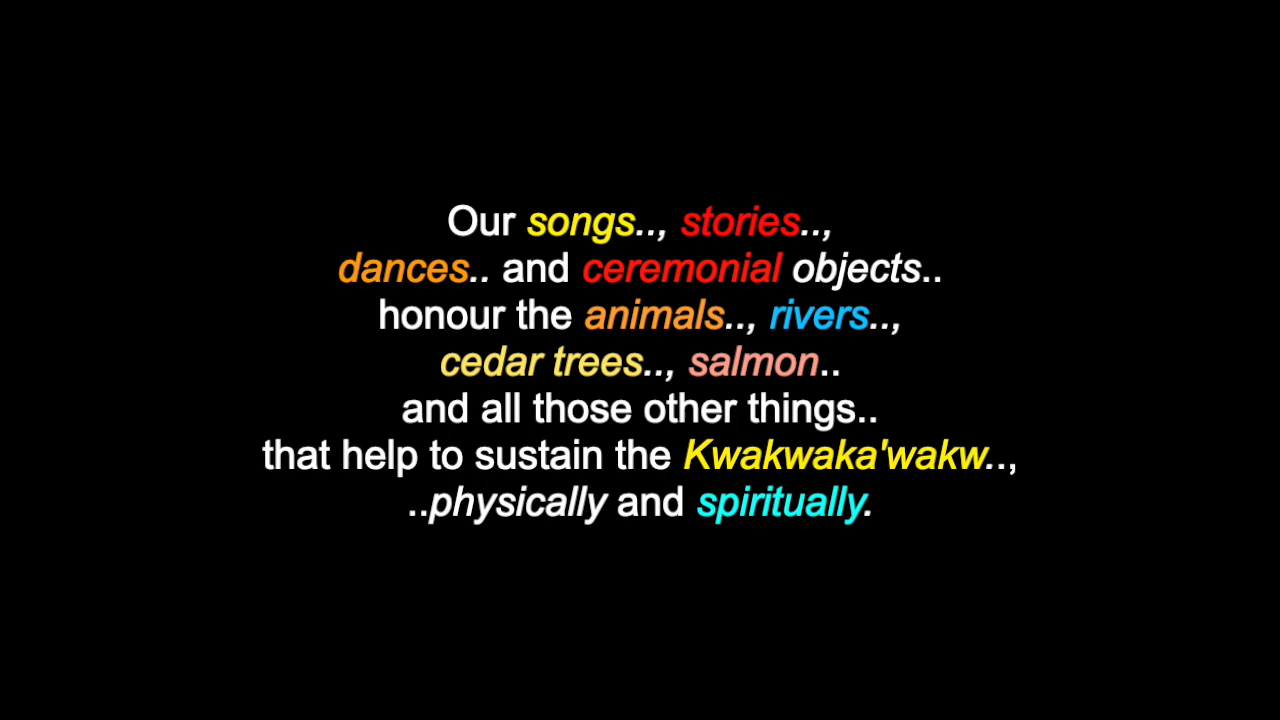 Our songs.., stories..,
dances.. and ceremonial objects..
honour the animals.., rivers..,
cedar trees.., salmon..
and all those other things..
that help to sustain the Kwakwaka'wakw..,
..physically and spiritually.